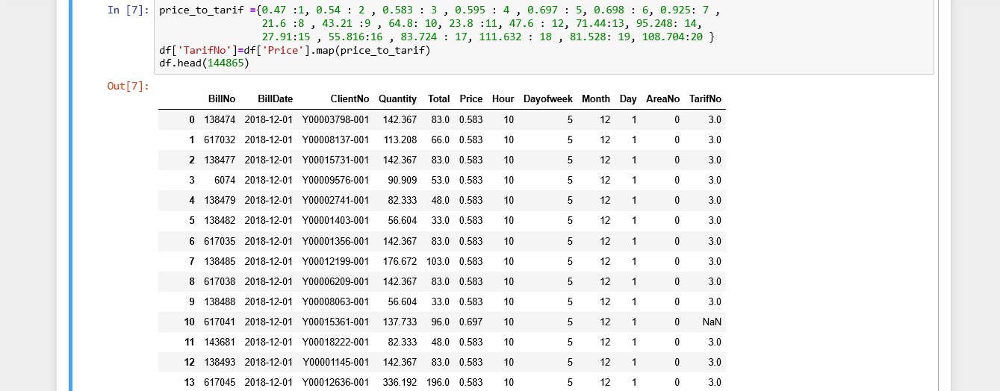 In [7]: price_to_tarif ={0.47 :1, 0.54 : 2 , 0.583 : 3 , 0.595 : 4 , 0.697 : 5, 0.698 : 6, 0.925: 7 ,
21.6 :8 , 43.21 :9 , 64.8: 10, 23.8 :11, 47.6 : 12, 71.44:13, 95.248: 14,
27.91:15 , 55.816:16 , 83.724 : 17, 111.632 : 18 , 81.528: 19, 108.704:20 }
df['TarifNo']=df['Price'].map(price_to_tarif)
df.head(144865)
Out[7]:
BillNo BillDate ClientNo Quantity Total Price Hour Dayofweek Month Day AreaNo TarifNo
0 138474 2018-12-01 Y00003798-001 142.367 83.0 0.583 10 5 12 1 0 3.0
1 617032 2018-12-01 Y00008137-001 113.208 66.0 0.583 10 5 12 1 0 3.0
2 138477 2018-12-01 Y00015731-001 142.367 83.0 0.583 10 5 12 1 0 3.0
3 6074 2018-12-01 Y00009576-001 90.909 53.0 0.583 10 5 12 1 0 3.0
4 138479 2018-12-01 Y00002741-001 82.333 48.0 0.583 10 5 12 1 0 3.0
5 138482 2018-12-01 Y00001403-001 56.604 33.0 0.583 10 5 12 1 0 3.0
6 617035 2018-12-01 Y00001356-001 142.367 83.0 0.583 10 5 12 1 0 3.0
7 138485 2018-12-01 Y00012199-001 176.672 103.0 0.583 10 5 12 1 0 3.0
8 617038 2018-12-01 Y00006209-001 142.367 83.0 0.583 10 5 12 1 0 3.0
9 138488 2018-12-01 Y00008063-001 56.604 33.0 0.583 10 5 12 1 0 3.0
10 617041 2018-12-01 Y00015361-001 137.733 96.0 0.697 10 5 12 1 0 NaN
11 143681 2018-12-01 Y00018222-001 82.333 48.0 0.583 10 5 12 1 0 3.0
12 138493 2018-12-01 Y00001145-001 142.367 83.0 0.583 10 5 12 1 0 3.0
13 617045 2018-12-01 Y00012636-001 336.192 196.0 0.583 10 5 12 1 0 3.0